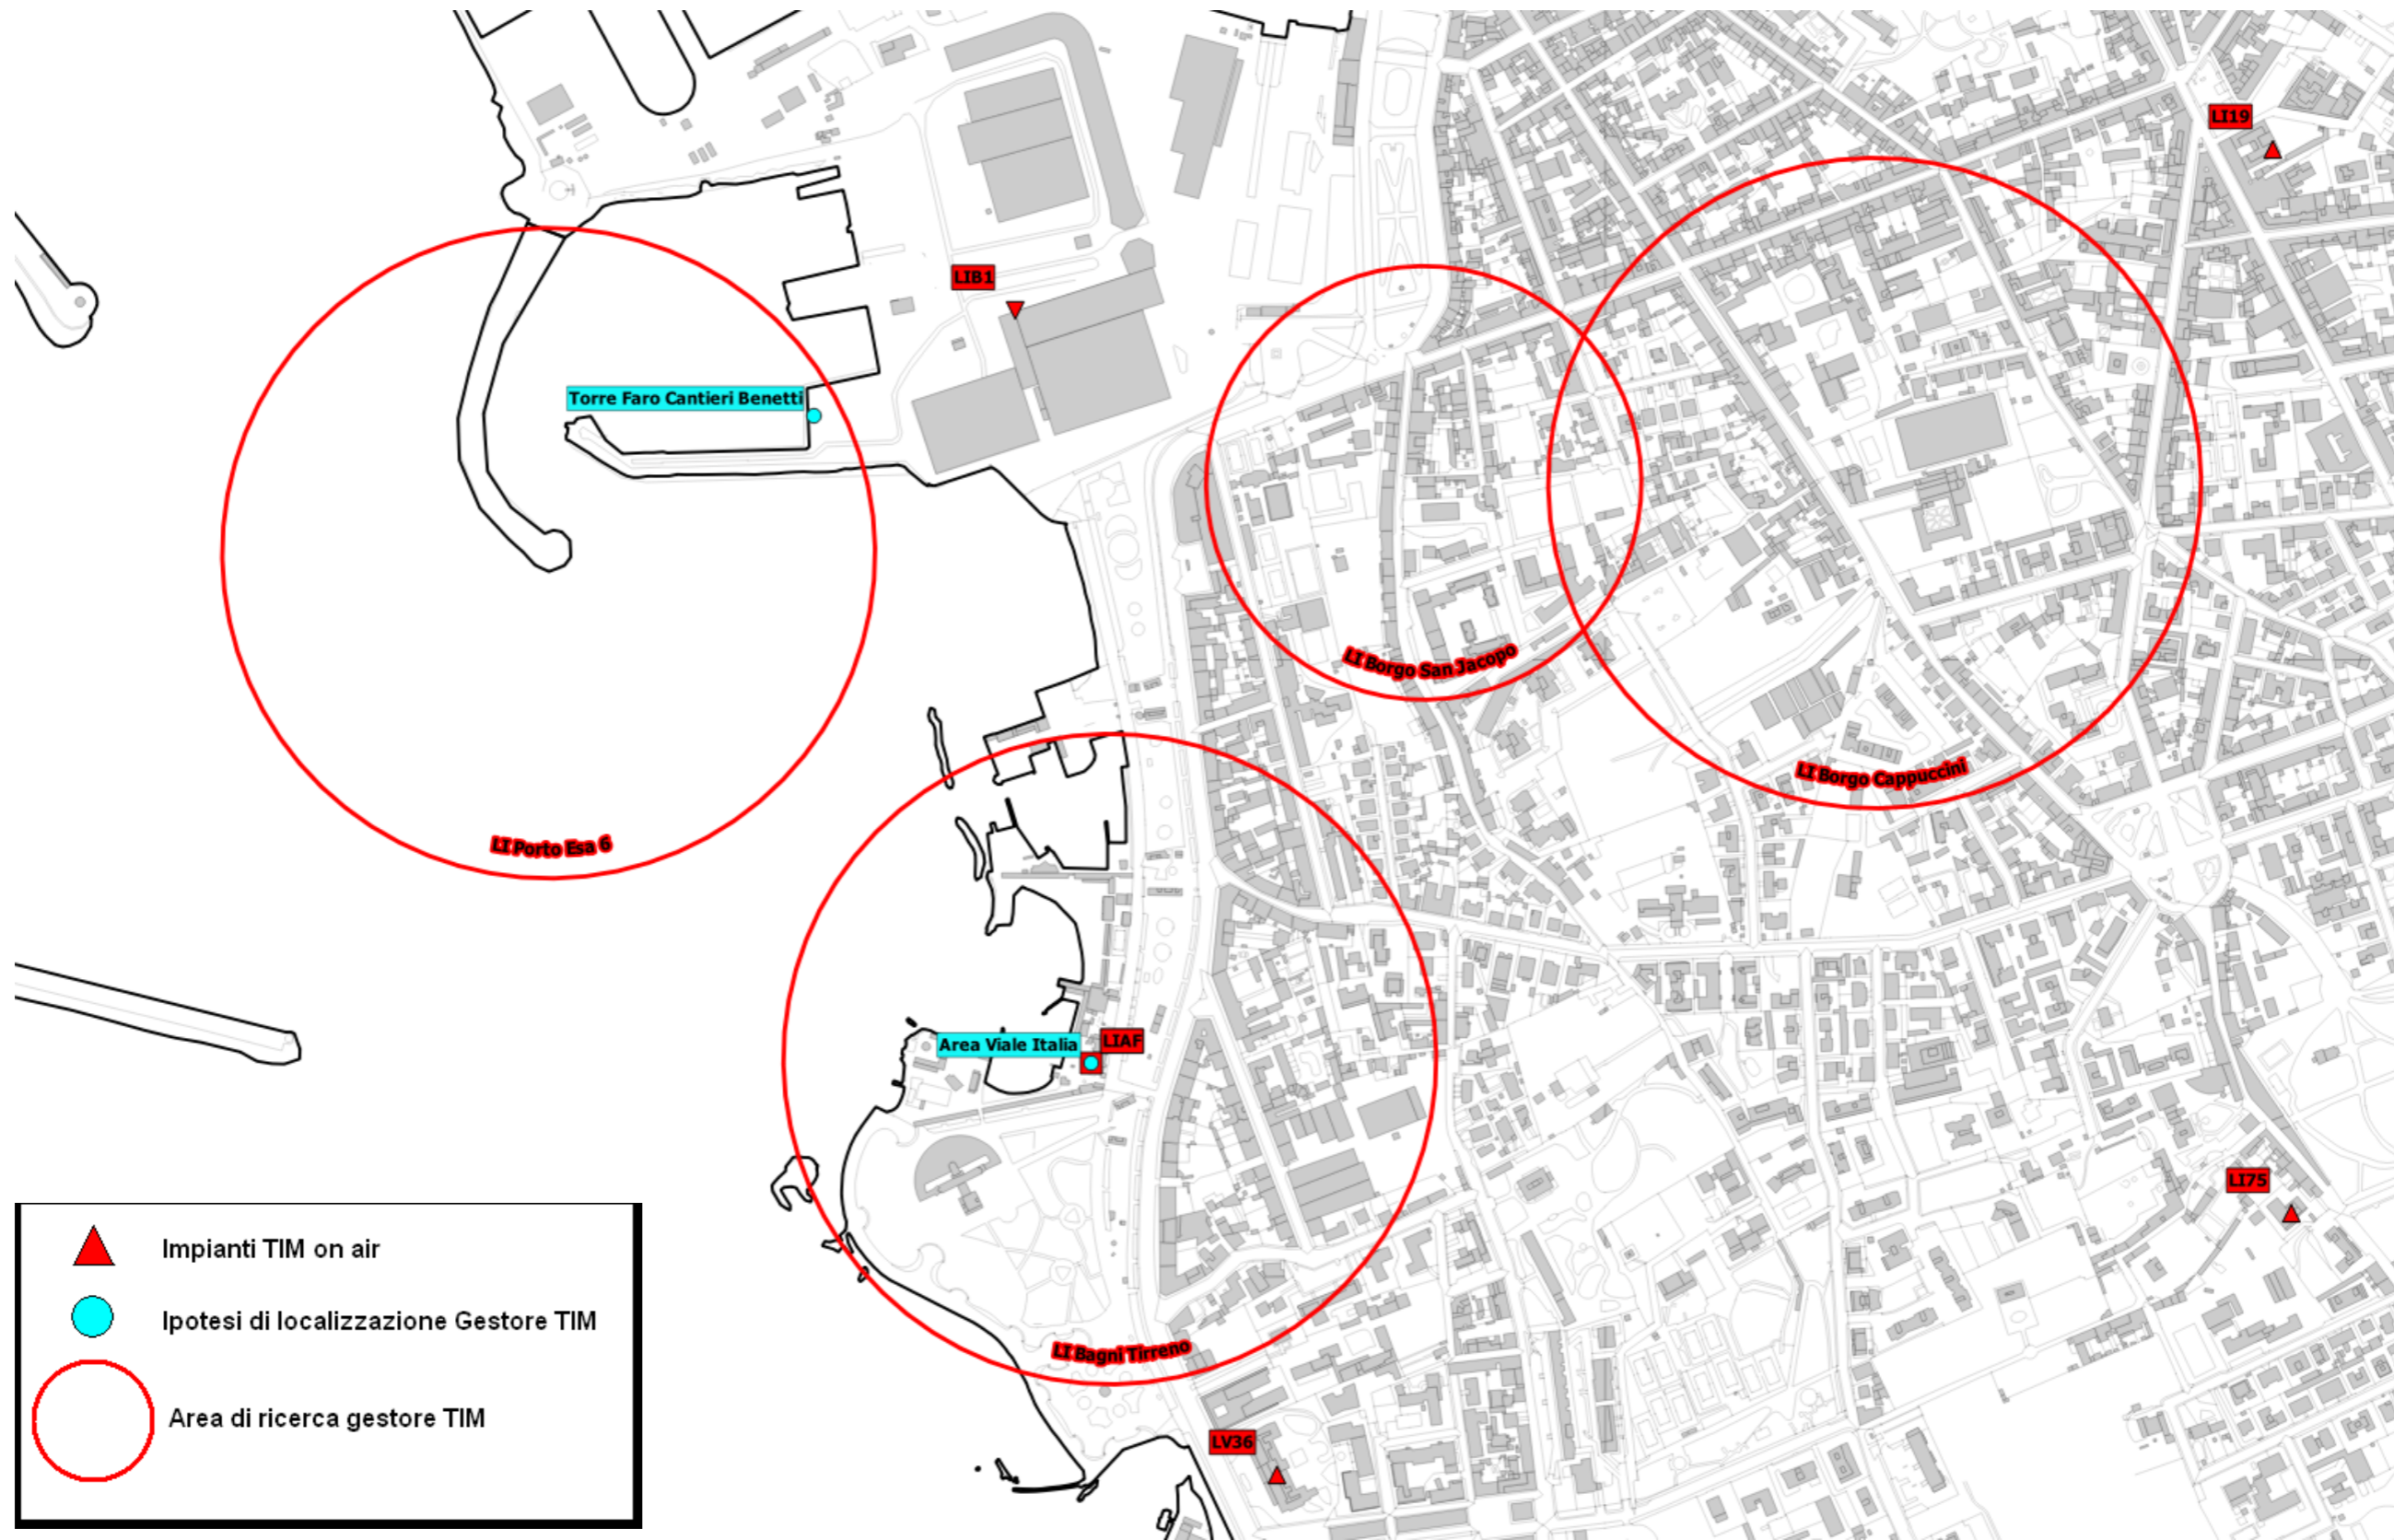 LI19
LIB1
Torre Faro Cantieri Benetti
LI Borgo San Jacopo
LI Borgo Cappuccini
LI Porto Esa 6
Area Viale Italia
LIAF
LI75
LI Bagni Tirreno
LV36
Impianti TIM on air
Ipotesi di localizzazione Gestore TIM
Area di ricerca gestore TIM